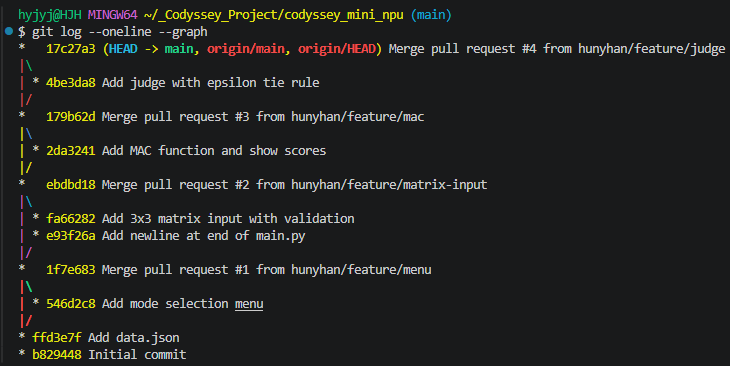 hyjyj@HJH MINGW64 ~/_Codyssey_Project/codyssey_mini_npu (main)
$ git log --oneline --graph
*   17c27a3 (HEAD -> main, origin/main, origin/HEAD) Merge pull request #4 from hunyhan/feature/judge
|\
| * 4be3da8 Add judge with epsilon tie rule
|/
*   179b62d Merge pull request #3 from hunyhan/feature/mac
|\
| * 2da3241 Add MAC function and show scores
|/
*   ebdbd18 Merge pull request #2 from hunyhan/feature/matrix-input
|\
| * fa66282 Add 3x3 matrix input with validation
| * e93f26a Add newline at end of main.py
|/
*   1f7e683 Merge pull request #1 from hunyhan/feature/menu
|\
| * 546d2c8 Add mode selection menu
|/
* ffd3e7f Add data.json
* b829448 Initial commit